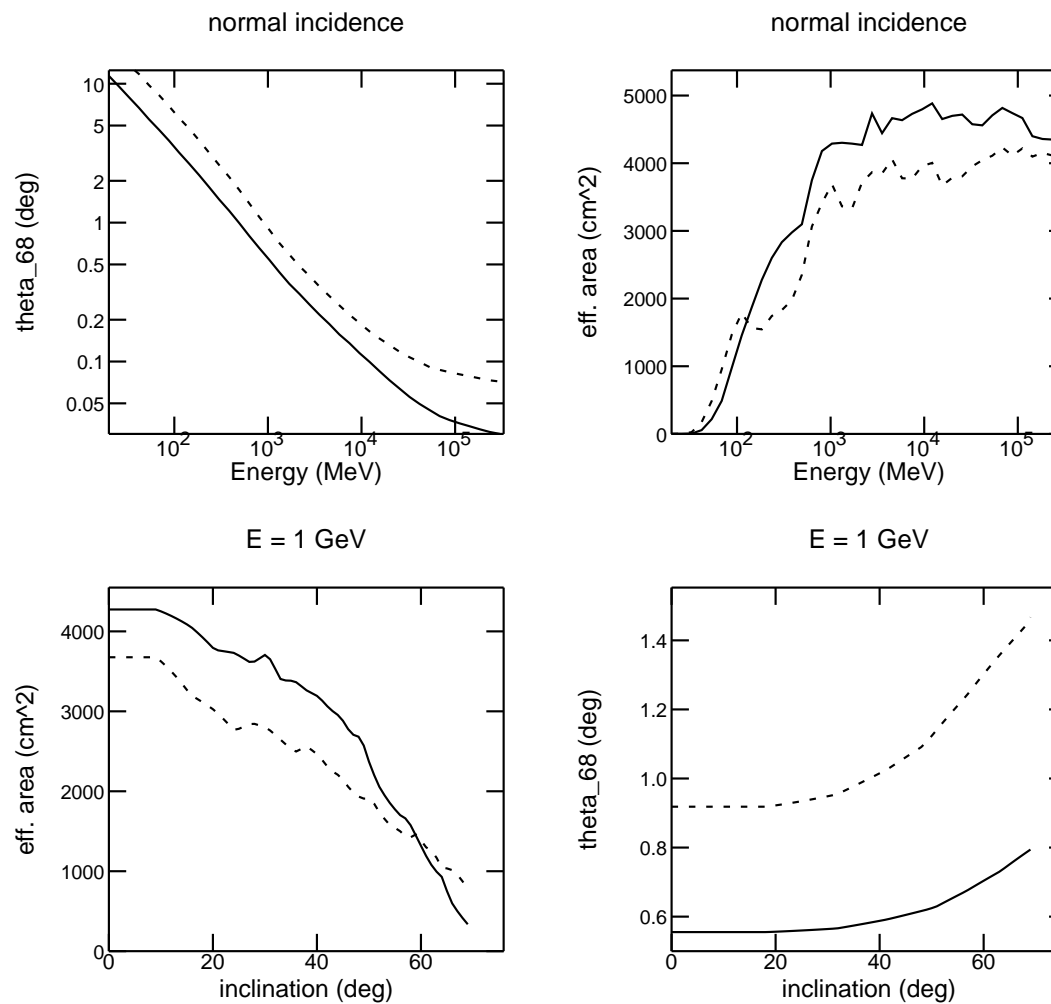 normal incidence
theta_68 (deg)
10
5
2
1
0.5
0.2
0.1
0.05
10^2 10^3 10^4 10^5
Energy (MeV)
normal incidence
eff. area (cm^2)
5000
4000
3000
2000
1000
0
10^2 10^3 10^4 10^5
Energy (MeV)
E = 1 GeV
eff. area (cm^2)
4000
3000
2000
1000
0
0 20 40 60
inclination (deg)
E = 1 GeV
theta_68 (deg)
1.4
1.2
1.0
0.8
0.6
0 20 40 60
inclination (deg)